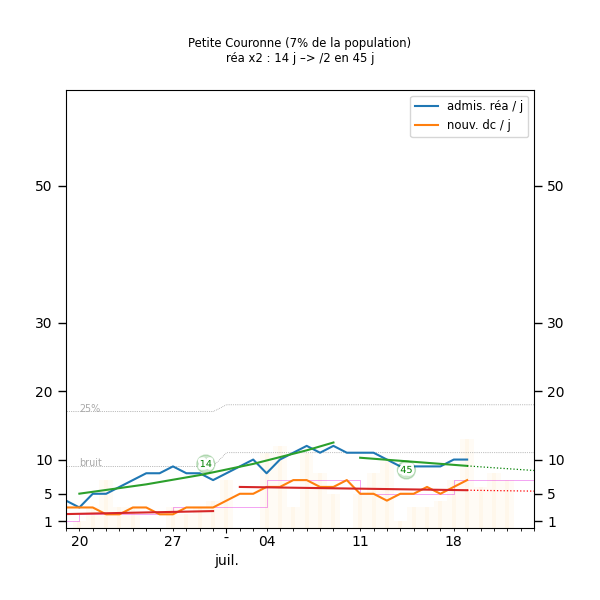 Petite Couronne (7% de la population)
réa x2 : 14 j –> /2 en 45 j
admis. réa / j
nouv. dc / j
50 50
30 30
25%
20 20
bruit
14
-45
10 10
5 5
1 1
20 27 - 04 11 18
juil.